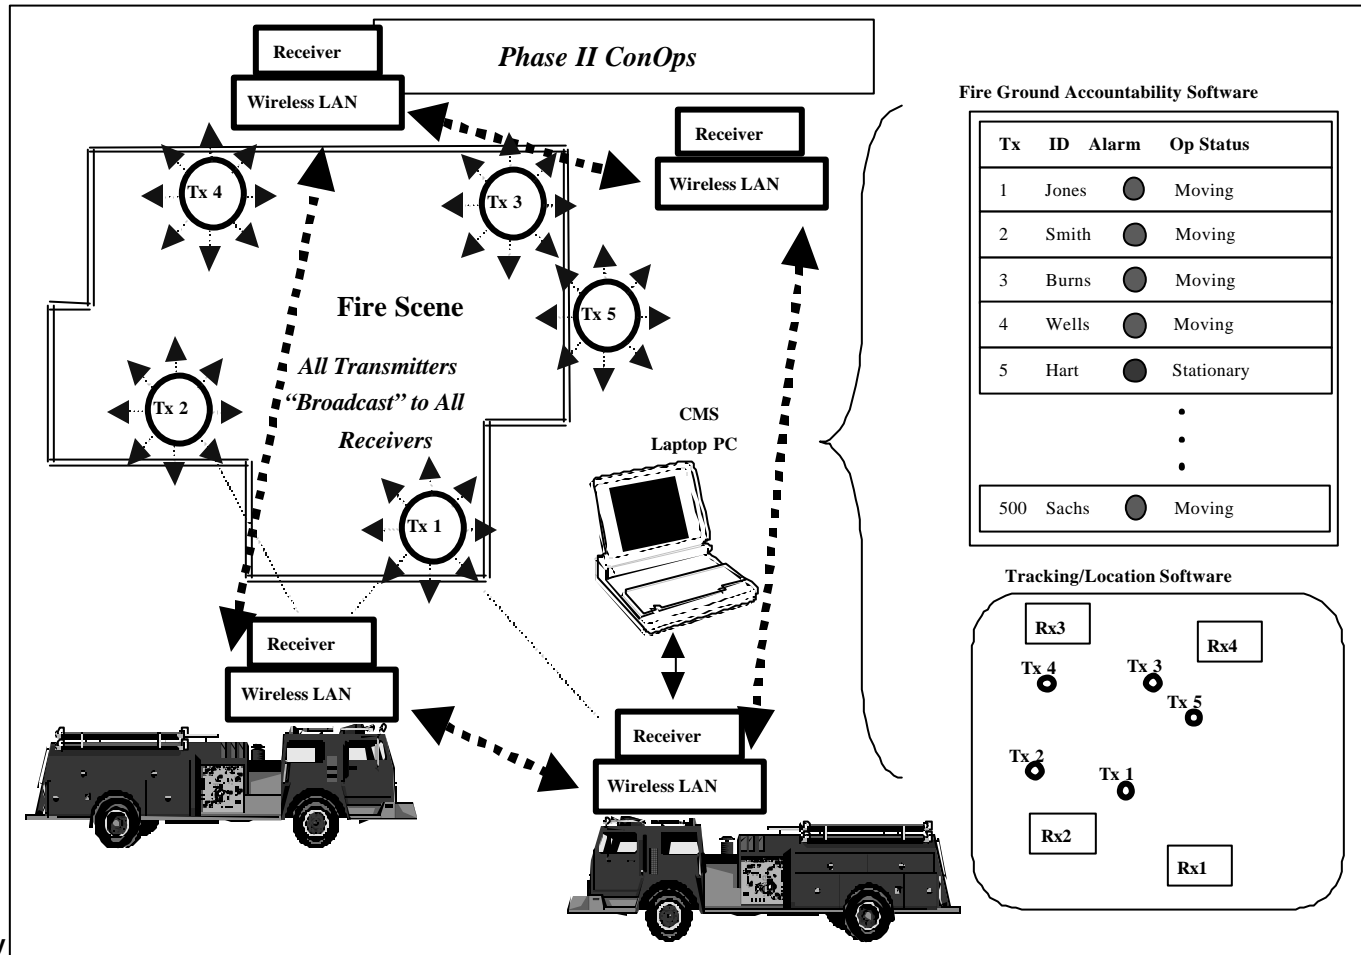 Receiver
Wireless LAN
Phase II ConOps
Receiver
Wireless LAN
Tx 4
Tx 3
Tx 5
Fire Scene
All Transmitters
“Broadcast” to All
Receivers
Tx 2
Tx 1
CMS
Laptop PC
Receiver
Wireless LAN
Receiver
Wireless LAN
Fire Ground Accountability Software
Tx ID Alarm Op Status
1 Jones Moving
2 Smith Moving
3 Burns Moving
4 Wells Moving
5 Hart Stationary
500 Sachs Moving
Tracking/Location Software
Rx3
Rx4
Tx 4
Tx 3
Tx 5
Tx 2
Tx 1
Rx2
Rx1